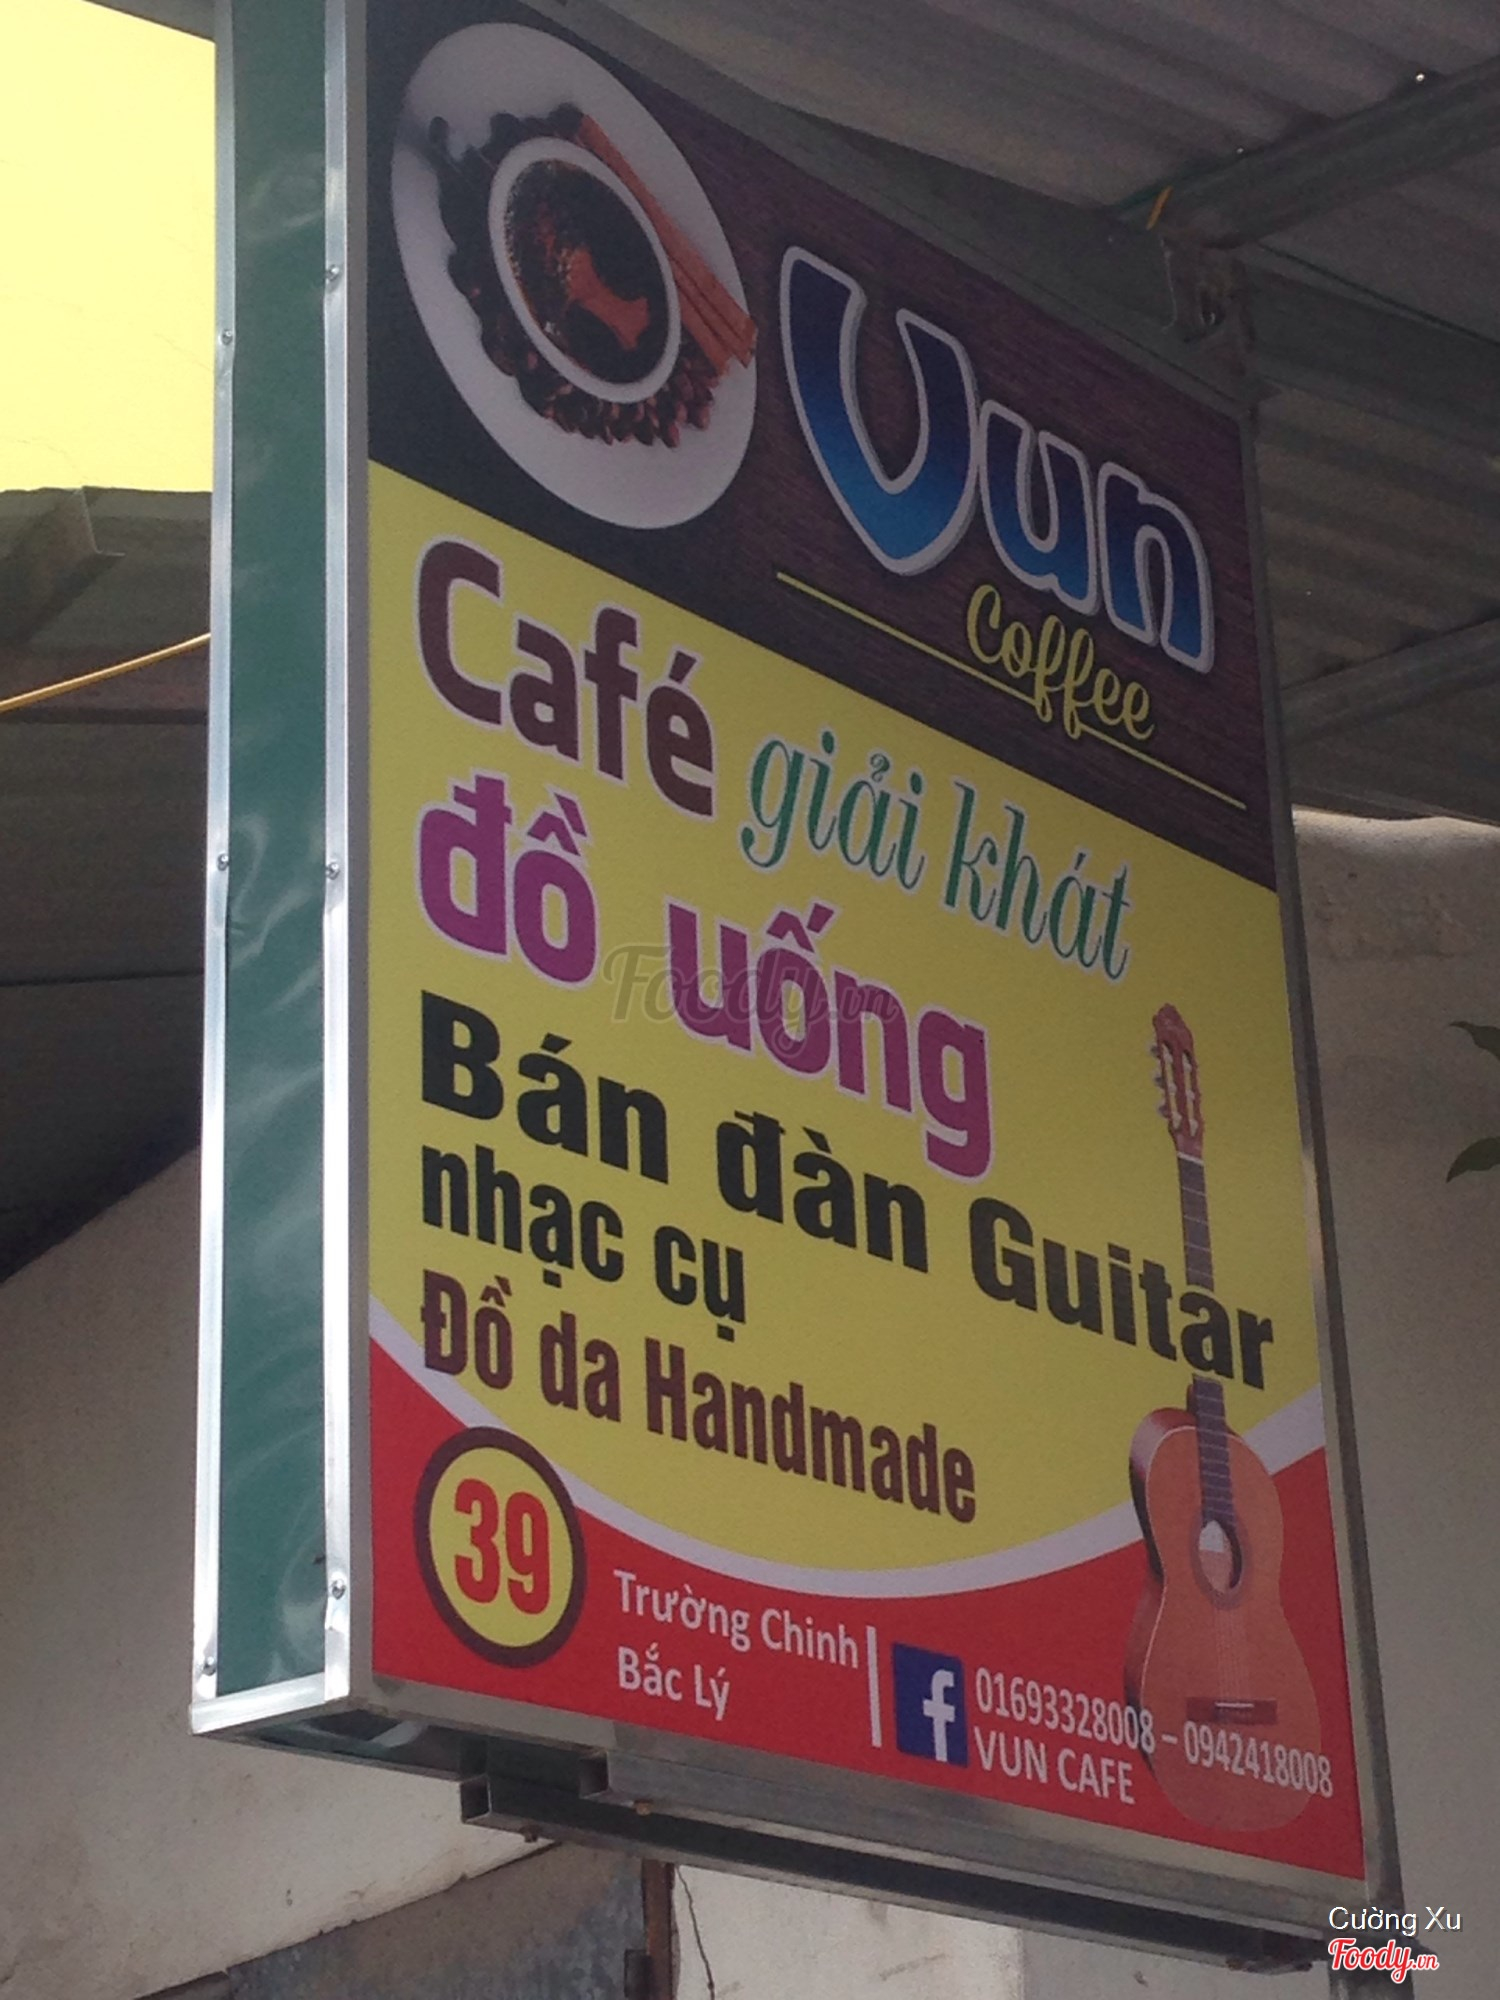 Vun
Coffee
Café giải khát
đồ uống
Bán đàn Guitar
nhạc cụ
Đồ da Handmade
39
Trường Chinh
Bắc Lý
f
01693328008 – 0942418008
VUN CAFE
Foody.vn
Cường Xu
Foody.vn